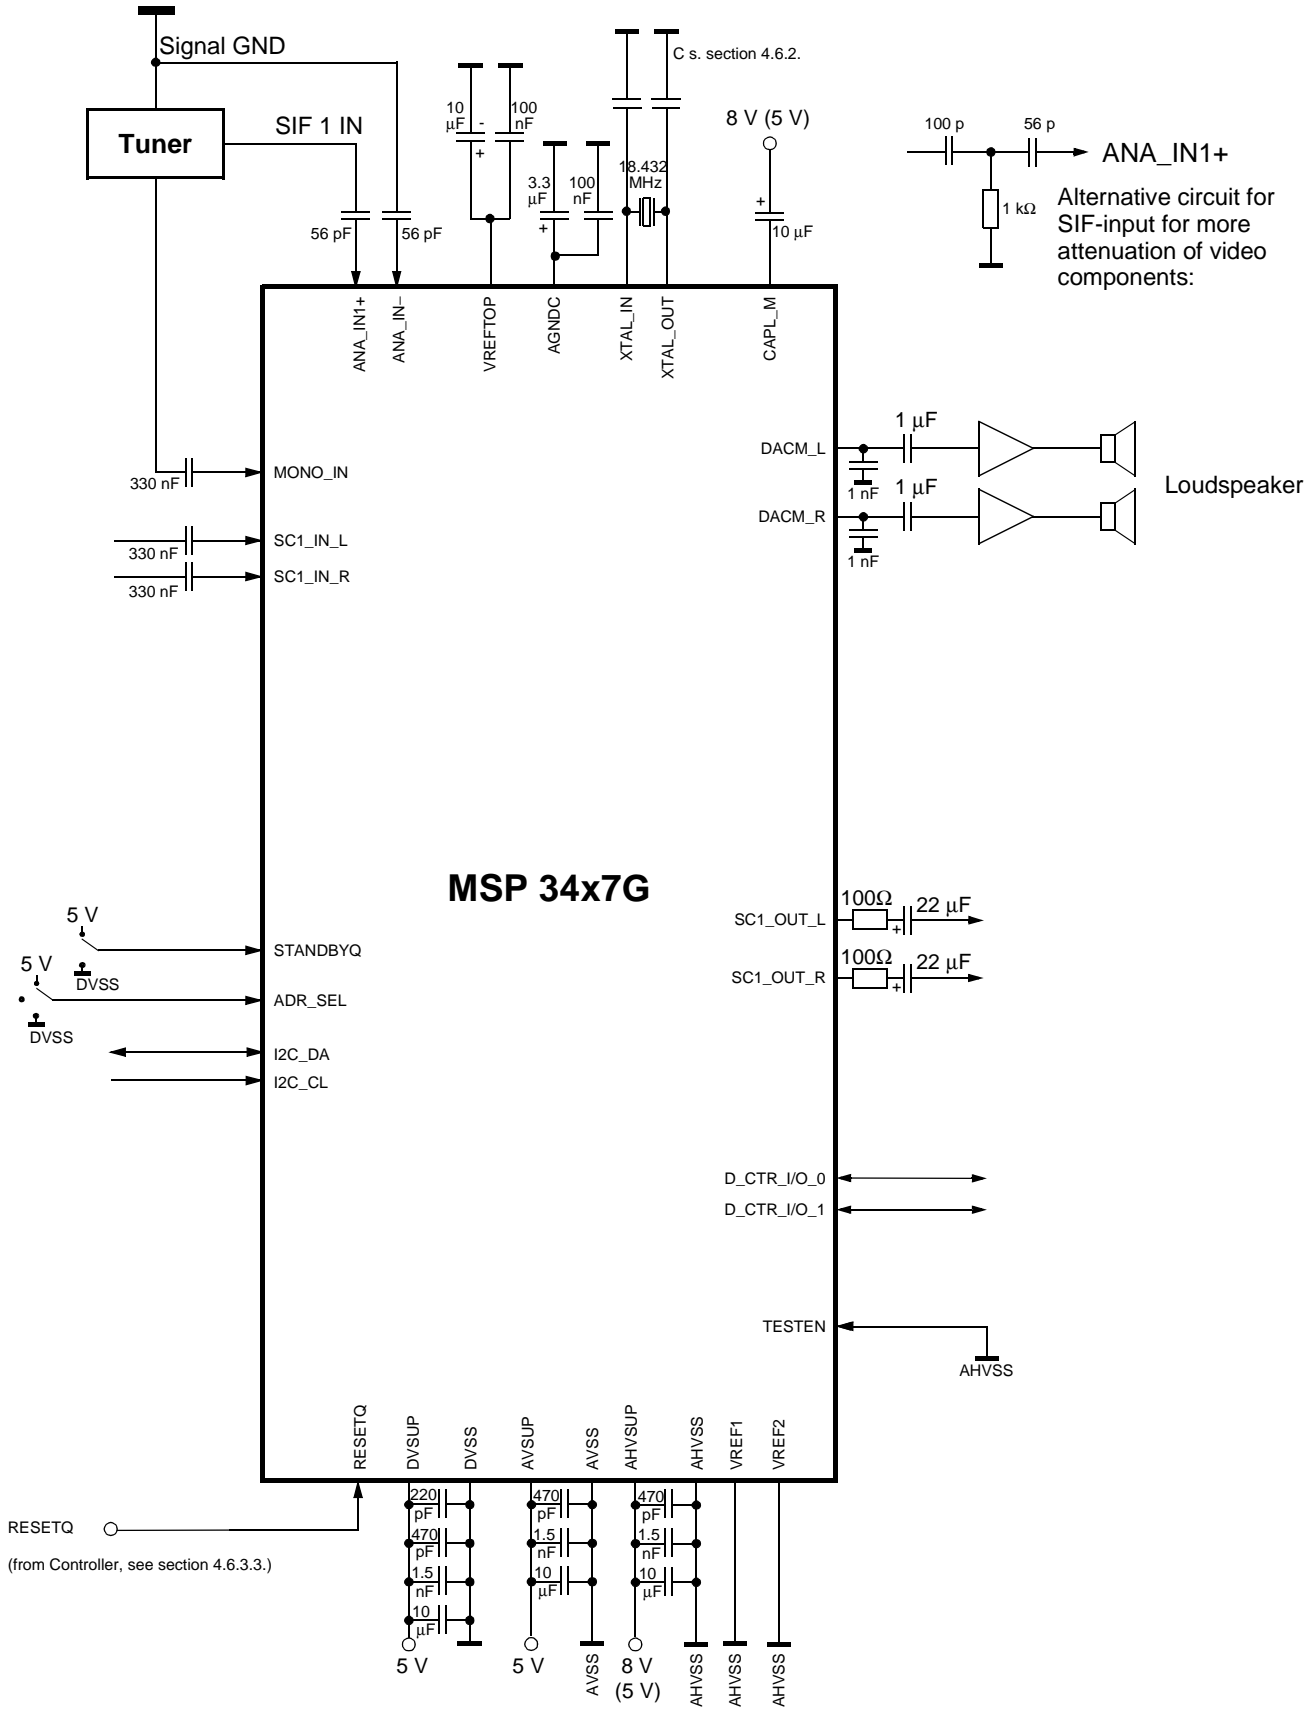 Signal GND
C s. section 4.6.2.
Tuner
SIF 1 IN
10
µF
-
+
100
nF
8 V (5 V)
100 p
56 p
ANA_IN1+
Alternative circuit for
SIF-input for more
attenuation of video
components:
1 kΩ
3.3
µF
+
100
nF
18.432
MHz
+
10 µF
56 pF
56 pF
ANA_IN1+
ANA_IN−
VREFTOP
AGNDC
XTAL_IN
XTAL_OUT
CAPL_M
330 nF
MONO_IN
330 nF
SC1_IN_L
330 nF
SC1_IN_R
DACM_L
1 µF
1 nF
DACM_R
1 µF
1 nF
Loudspeaker
MSP 34x7G
5 V
STANDBYQ
DVSS
5 V
ADR_SEL
DVSS
I2C_DA
I2C_CL
SC1_OUT_L
100Ω
+
22 µF
SC1_OUT_R
100Ω
+
22 µF
D_CTR_I/O_0
D_CTR_I/O_1
TESTEN
AHVSS
RESETQ
DVSUP
DVSS
AVSUP
AVSS
AHVSUP
AHVSS
VREF1
VREF2
RESETQ
(from Controller, see section 4.6.3.3.)
220
pF
470
pF
1.5
nF
10
µF
470
pF
1.5
nF
10
µF
470
pF
1.5
nF
10
µF
5 V
5 V
AVSS
8 V
(5 V)
AHVSS
AHVSS
AHVSS